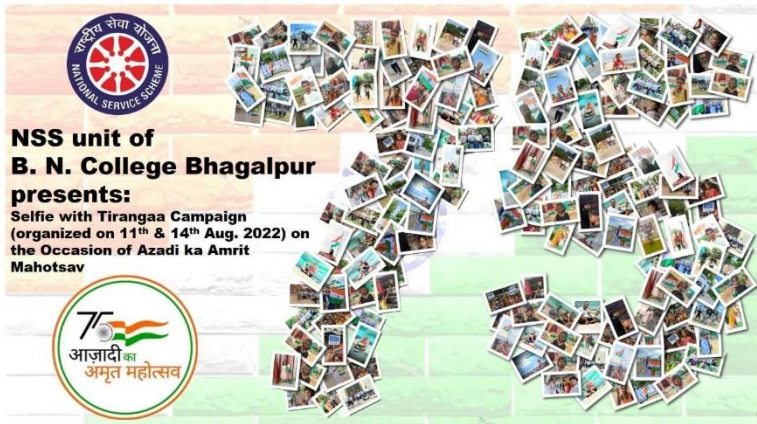 राष्ट्रीय सेवा योजना
NATIONAL SERVICE SCHEME
NSS unit of
B. N. College Bhagalpur
presents:
Selfie with Tirangaa Campaign
(organized on 11th & 14th Aug. 2022) on
the Occasion of Azadi ka Amrit
Mahotsav
75
आज़ादी का
अमृत महोत्सव